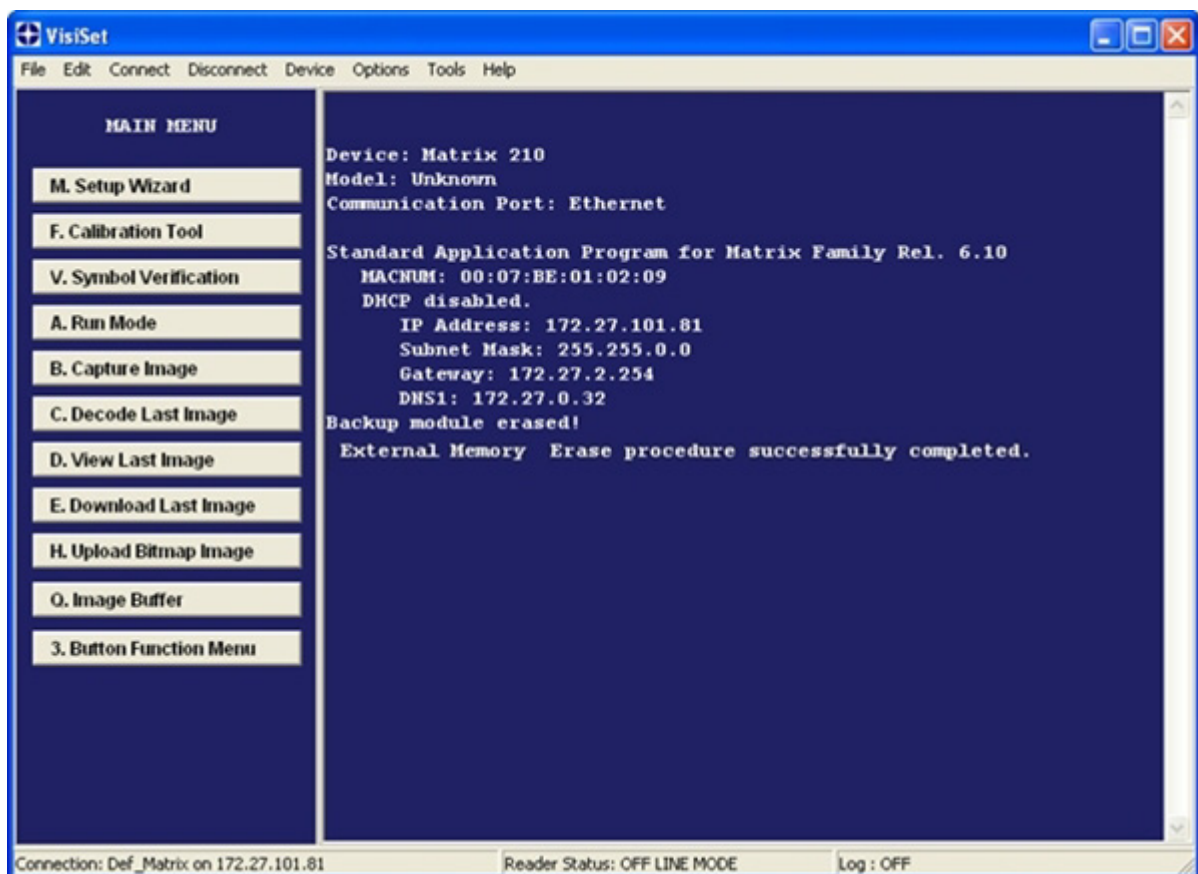 VisiSet
File Edit Connect Disconnect Device Options Tools Help
MAIN MENU
M. Setup Wizard
F. Calibration Tool
V. Symbol Verification
A. Run Mode
B. Capture Image
C. Decode Last Image
D. View Last Image
E. Download Last Image
H. Upload Bitmap Image
Q. Image Buffer
3. Button Function Menu
Device: Matrix 210
Model: Unknown
Communication Port: Ethernet
Standard Application Program for Matrix Family Rel. 6.10
MACNUM: 00:07:BE:01:02:09
DHCP disabled.
IP Address: 172.27.101.81
Subnet Mask: 255.255.0.0
Gateway: 172.27.2.254
DNS1: 172.27.0.32
Backup module erased!
External Memory Erase procedure successfully completed.
Connection: Def_Matrix on 172.27.101.81 Reader Status: OFF LINE MODE Log : OFF